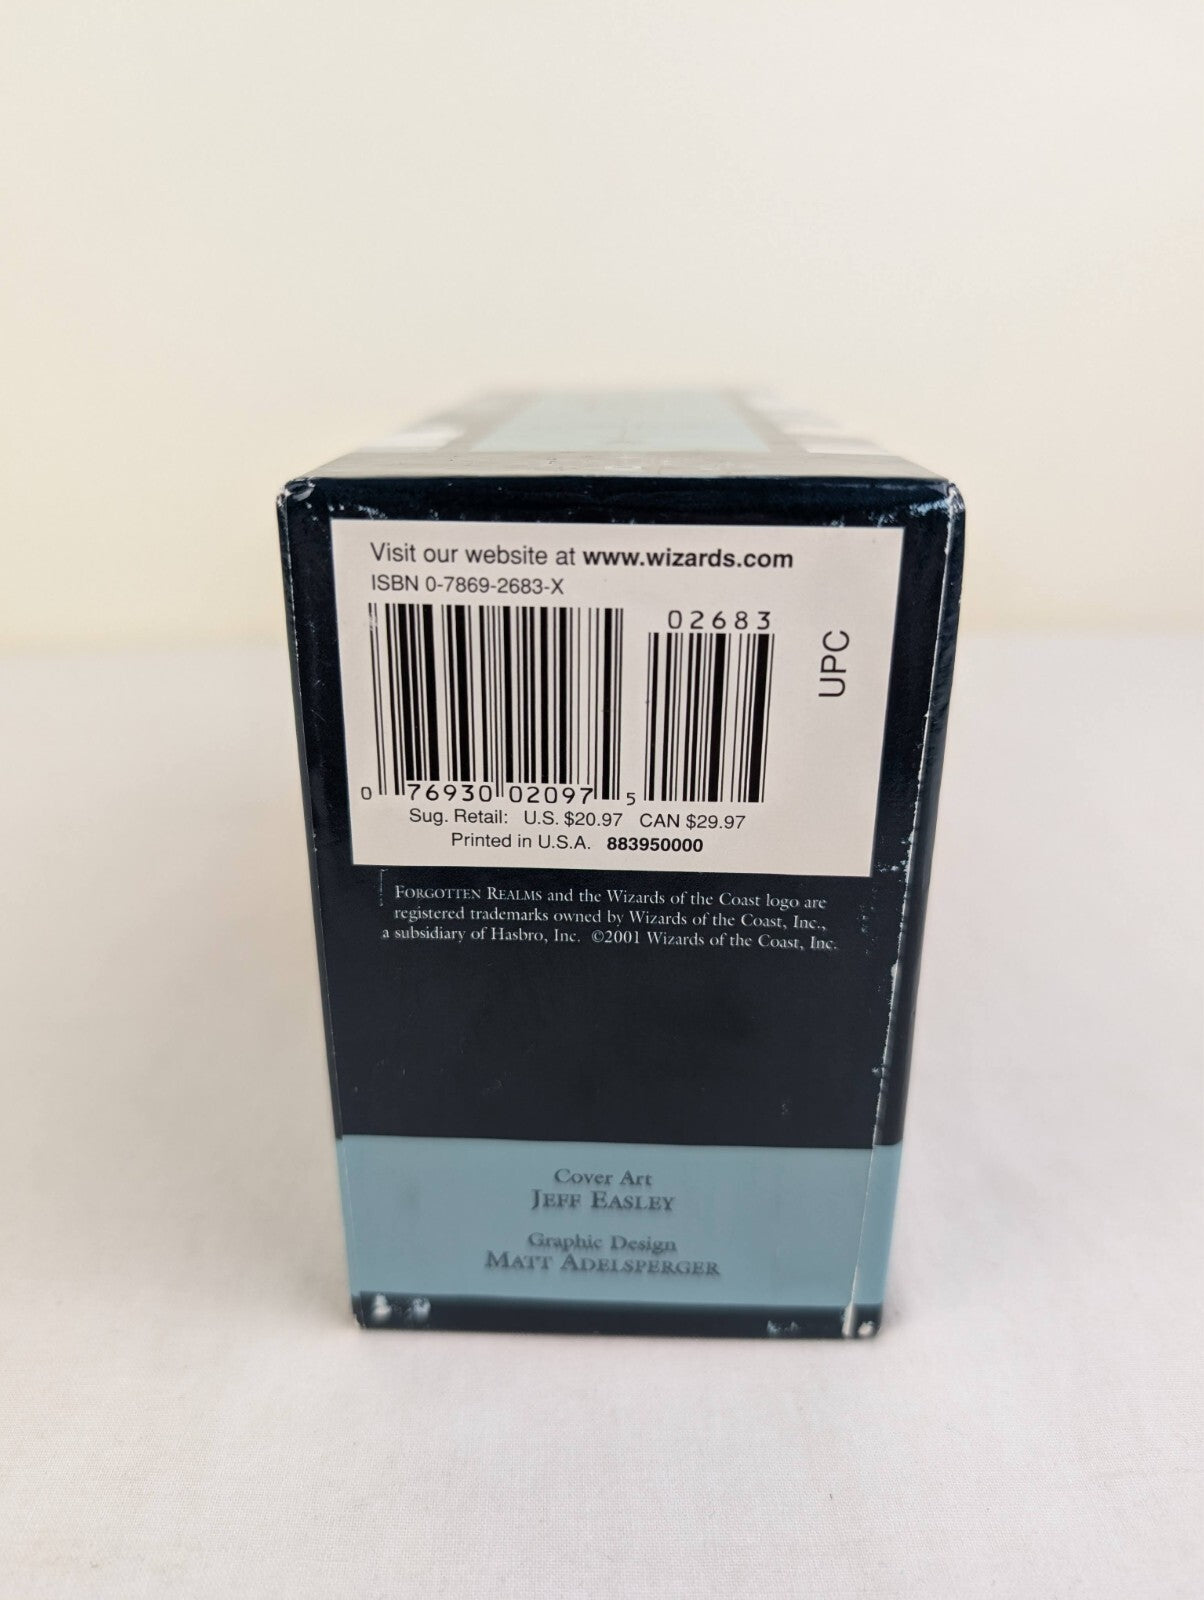 Visit our website at www.wizards.com
ISBN 0-7869-2683-X
02683
UPC
0 76930 02097 5
Sug. Retail: U.S. $20.97 CAN $29.97
Printed in U.S.A. 883950000
FORGOTTEN REALMS and the Wizards of the Coast logo are
registered trademarks owned by Wizards of the Coast, Inc.,
a subsidiary of Hasbro, Inc. ©2001 Wizards of the Coast, Inc.
Cover Art
JEFF EASLEY
Graphic Design
MATT ADELSPERGER